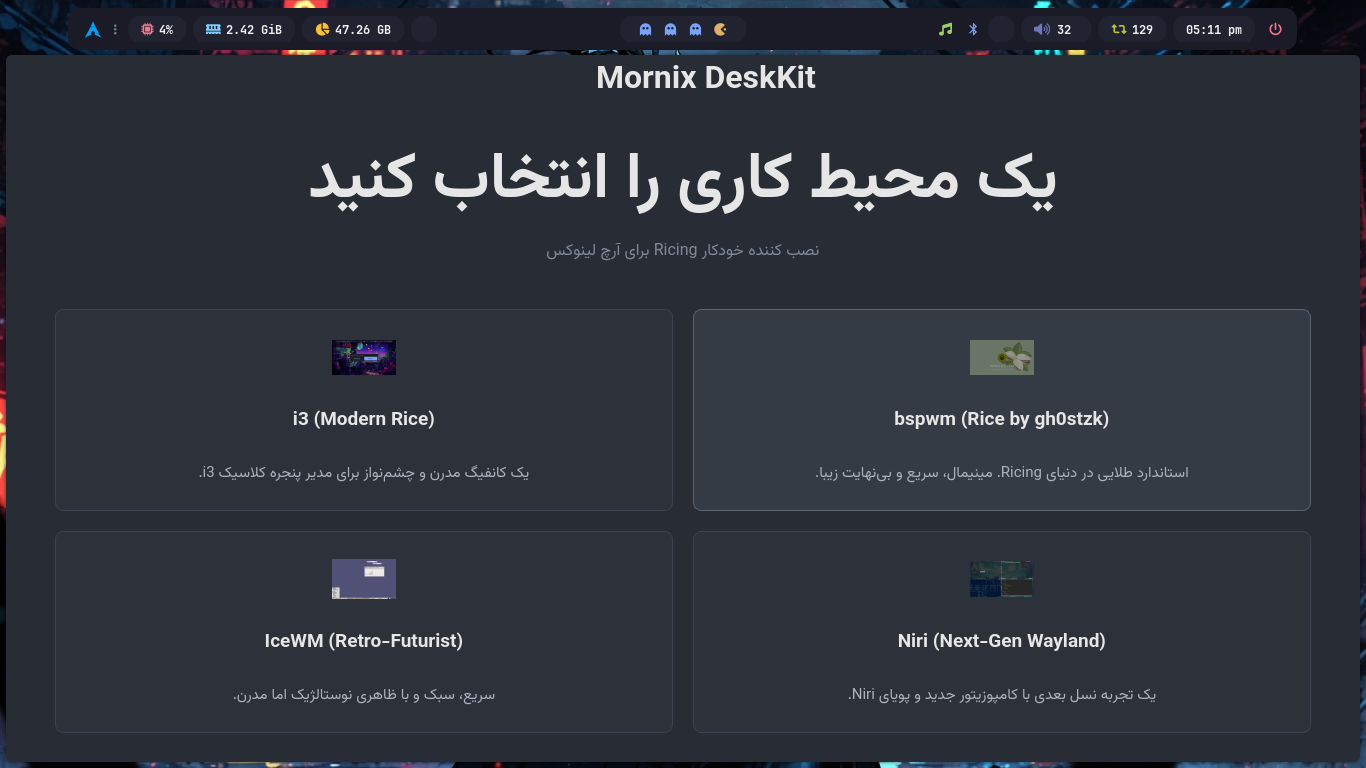 4%
2.42 GiB
47.26 GB
32
129
05:11 pm
Mornix DeskKit
یک محیط کاری را انتخاب کنید
نصب کننده خودکار Ricing برای آرچ لینوکس
bspwm (Rice by gh0stzk)
استاندارد طلایی در دنیای Ricing. مینیمال، سریع و بی‌نهایت زیبا.
i3 (Modern Rice)
یک کانفیگ مدرن و چشم‌نواز برای مدیر پنجره کلاسیک i3.
Niri (Next-Gen Wayland)
یک تجربه نسل بعدی با کامپوزیتور جدید و پویای Niri.
IceWM (Retro-Futurist)
سریع، سبک و با ظاهری نوستالژیک اما مدرن.